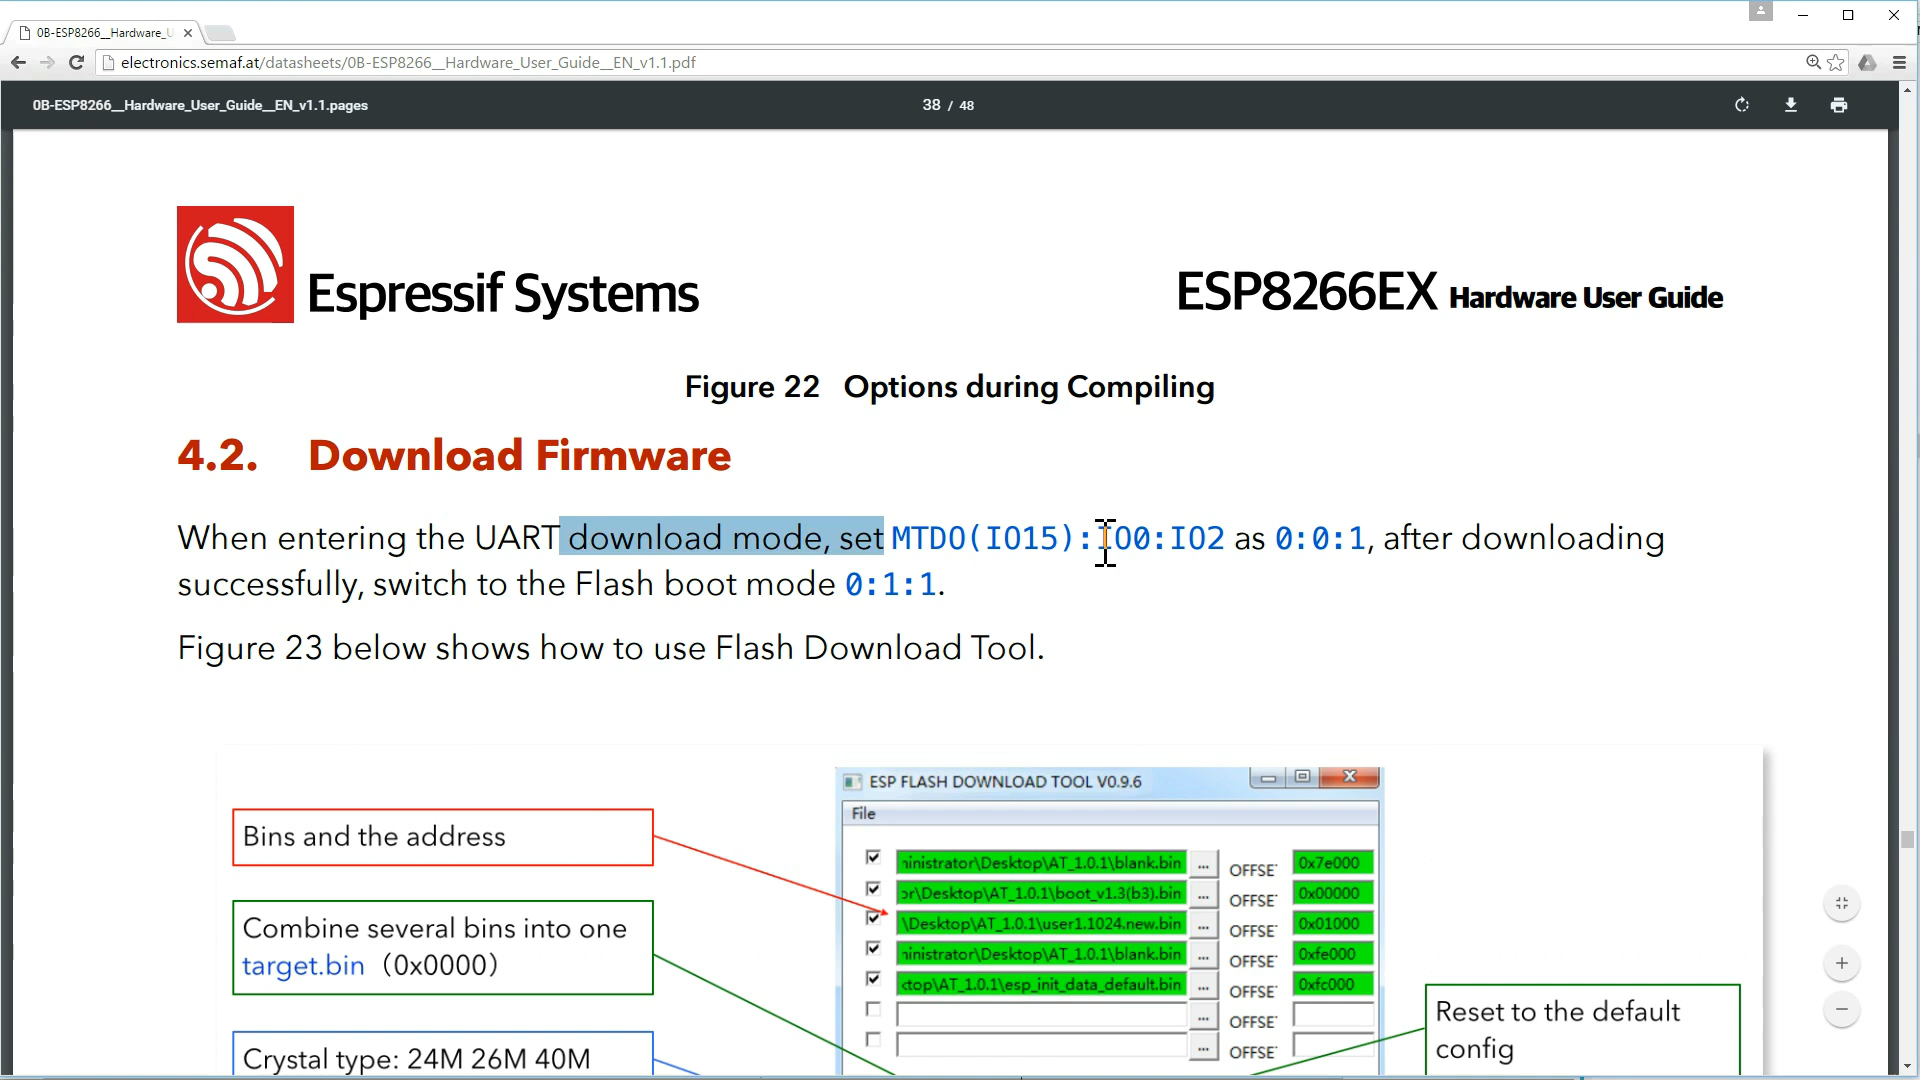 0B-ESP8266__Hardware_U
electronics.semaf.at/datasheets/0B-ESP8266__Hardware_User_Guide__EN_v1.1.pdf
0B-ESP8266__Hardware_User_Guide__EN_v1.1.pages
38 / 48
Espressif Systems
ESP8266EX Hardware User Guide
Figure 22 Options during Compiling
4.2. Download Firmware
When entering the UART download mode, set MTDO(IO15):IO0:IO2 as 0:0:1, after downloading
successfully, switch to the Flash boot mode 0:1:1.
Figure 23 below shows how to use Flash Download Tool.
ESP FLASH DOWNLOAD TOOL V0.9.6
File
Bins and the address
ninistrator\Desktop\AT_1.0.1\blank.bin ... OFFSE 0x7e000
or\Desktop\AT_1.0.1\boot_v1.3(b3).bin ... OFFSE 0x00000
\Desktop\AT_1.0.1\user1.1024.new.bin ... OFFSE 0x01000
ninistrator\Desktop\AT_1.0.1\blank.bin ... OFFSE 0xfe000
ctop\AT_1.0.1\esp_init_data_default.bin ... OFFSE 0xfc000
... OFFSE
... OFFSE
Combine several bins into one
target.bin（0x0000）
Crystal type: 24M 26M 40M
Reset to the default
config